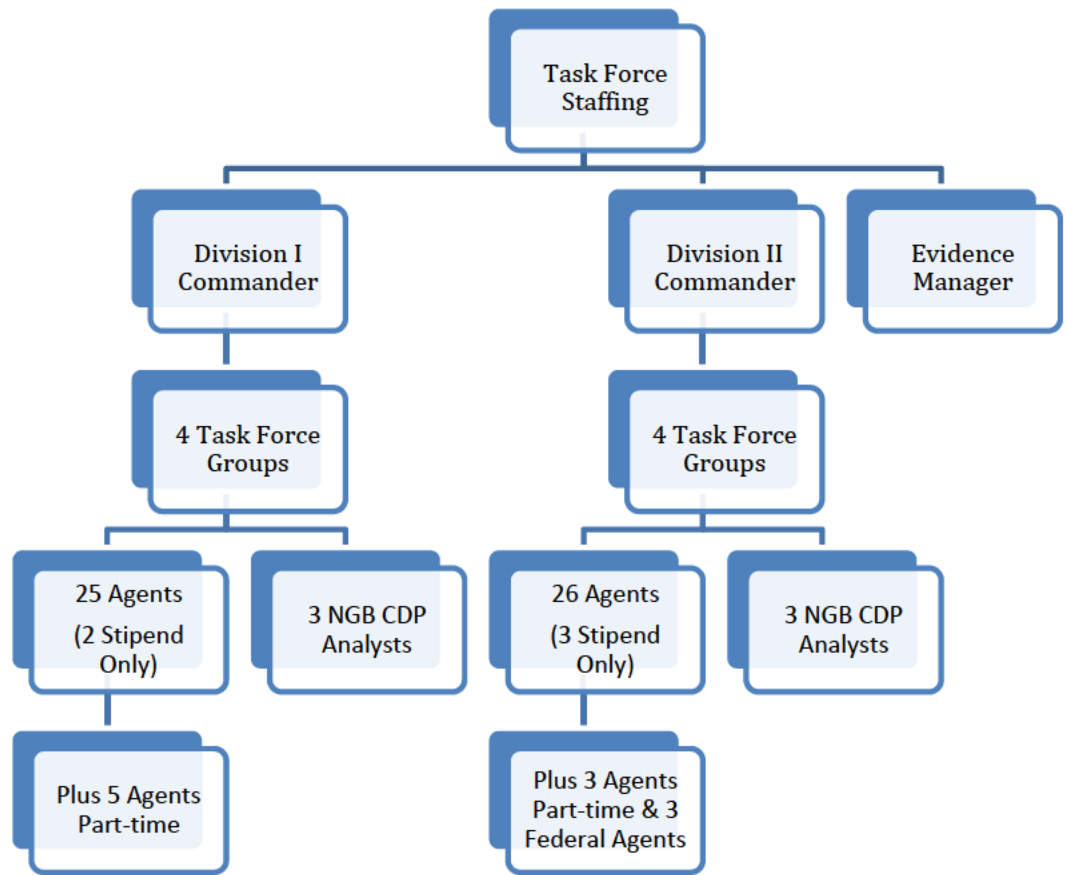 Task Force
Staffing
Division I
Commander
Division II
Commander
Evidence
Manager
4 Task Force
Groups
4 Task Force
Groups
25 Agents
(2 Stipend
Only)
3 NGB CDP
Analysts
26 Agents
(3 Stipend
Only)
3 NGB CDP
Analysts
Plus 5 Agents
Part-time
Plus 3 Agents
Part-time & 3
Federal Agents